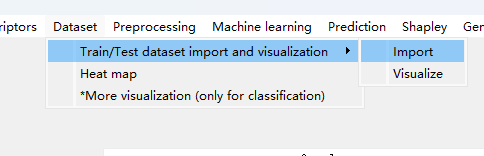 Dataset Preprocessing Machine learning Prediction Shapley
Train/Test dataset import and visualization Import
Heat map Visualize
*More visualization (only for classification)